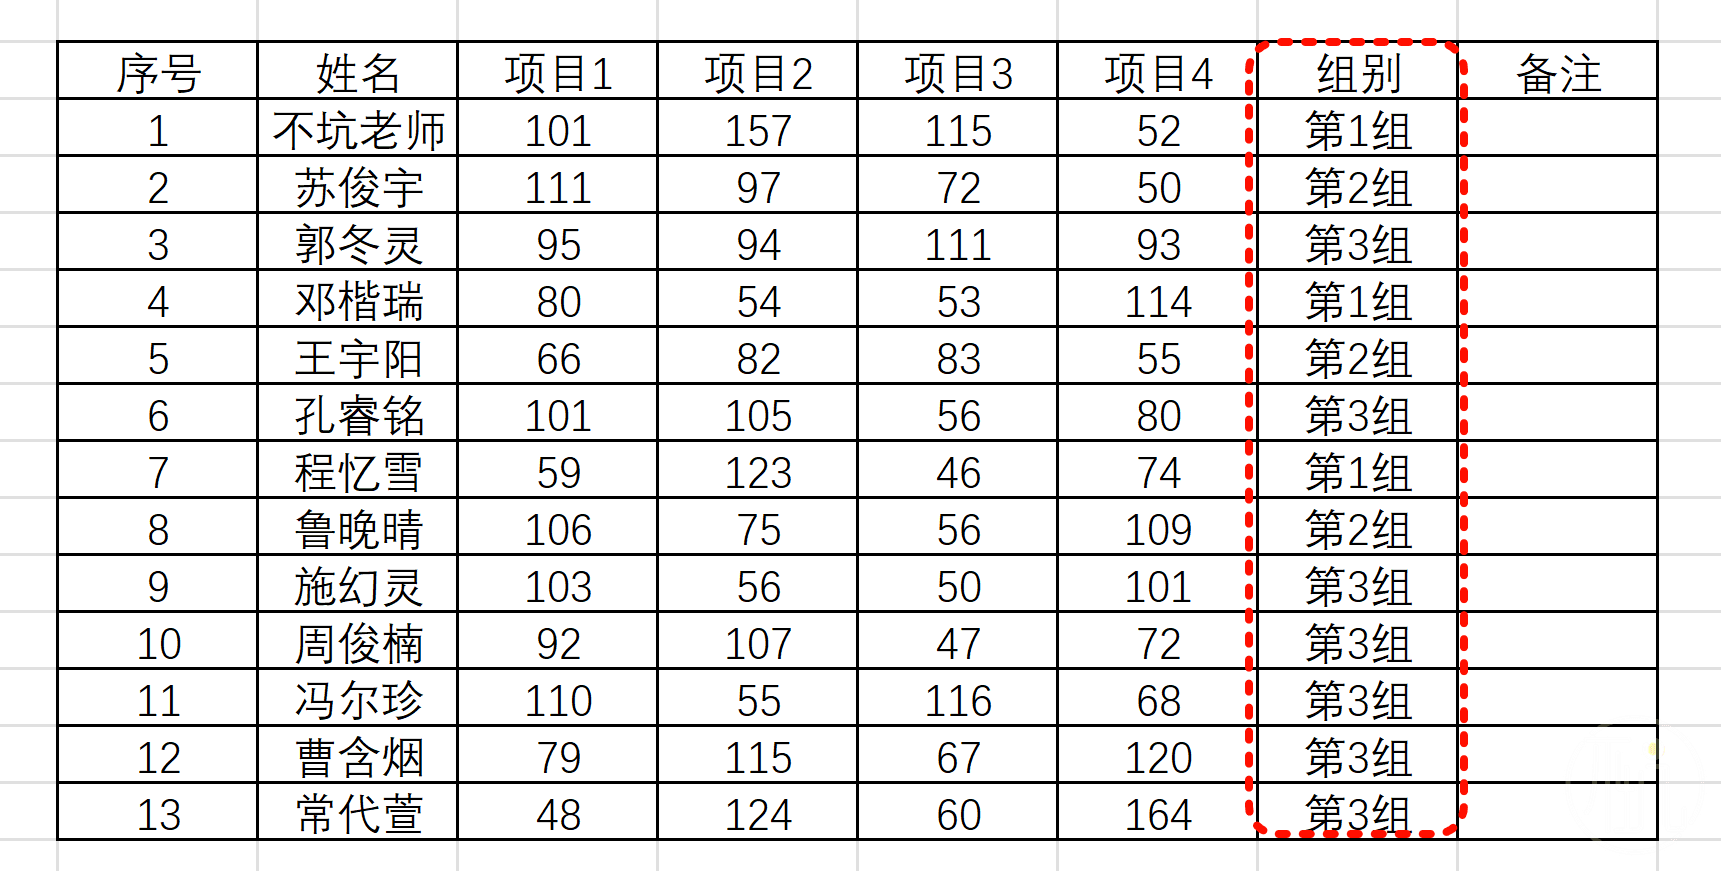 序号 姓名 项目1 项目2 项目3 项目4 组别 备注
1 不坑老师 101 157 115 52 第1组
2 苏俊宇 111 97 72 50 第2组
3 郭冬灵 95 94 111 93 第3组
4 邓楷瑞 80 54 53 114 第1组
5 王宇阳 66 82 83 55 第2组
6 孔睿铭 101 105 56 80 第3组
7 程忆雪 59 123 46 74 第1组
8 鲁晚晴 106 75 56 109 第2组
9 施幻灵 103 56 50 101 第3组
10 周俊楠 92 107 47 72 第3组
11 冯尔珍 110 55 116 68 第3组
12 曹含烟 79 115 67 120 第3组
13 常代萱 48 124 60 164 第3组